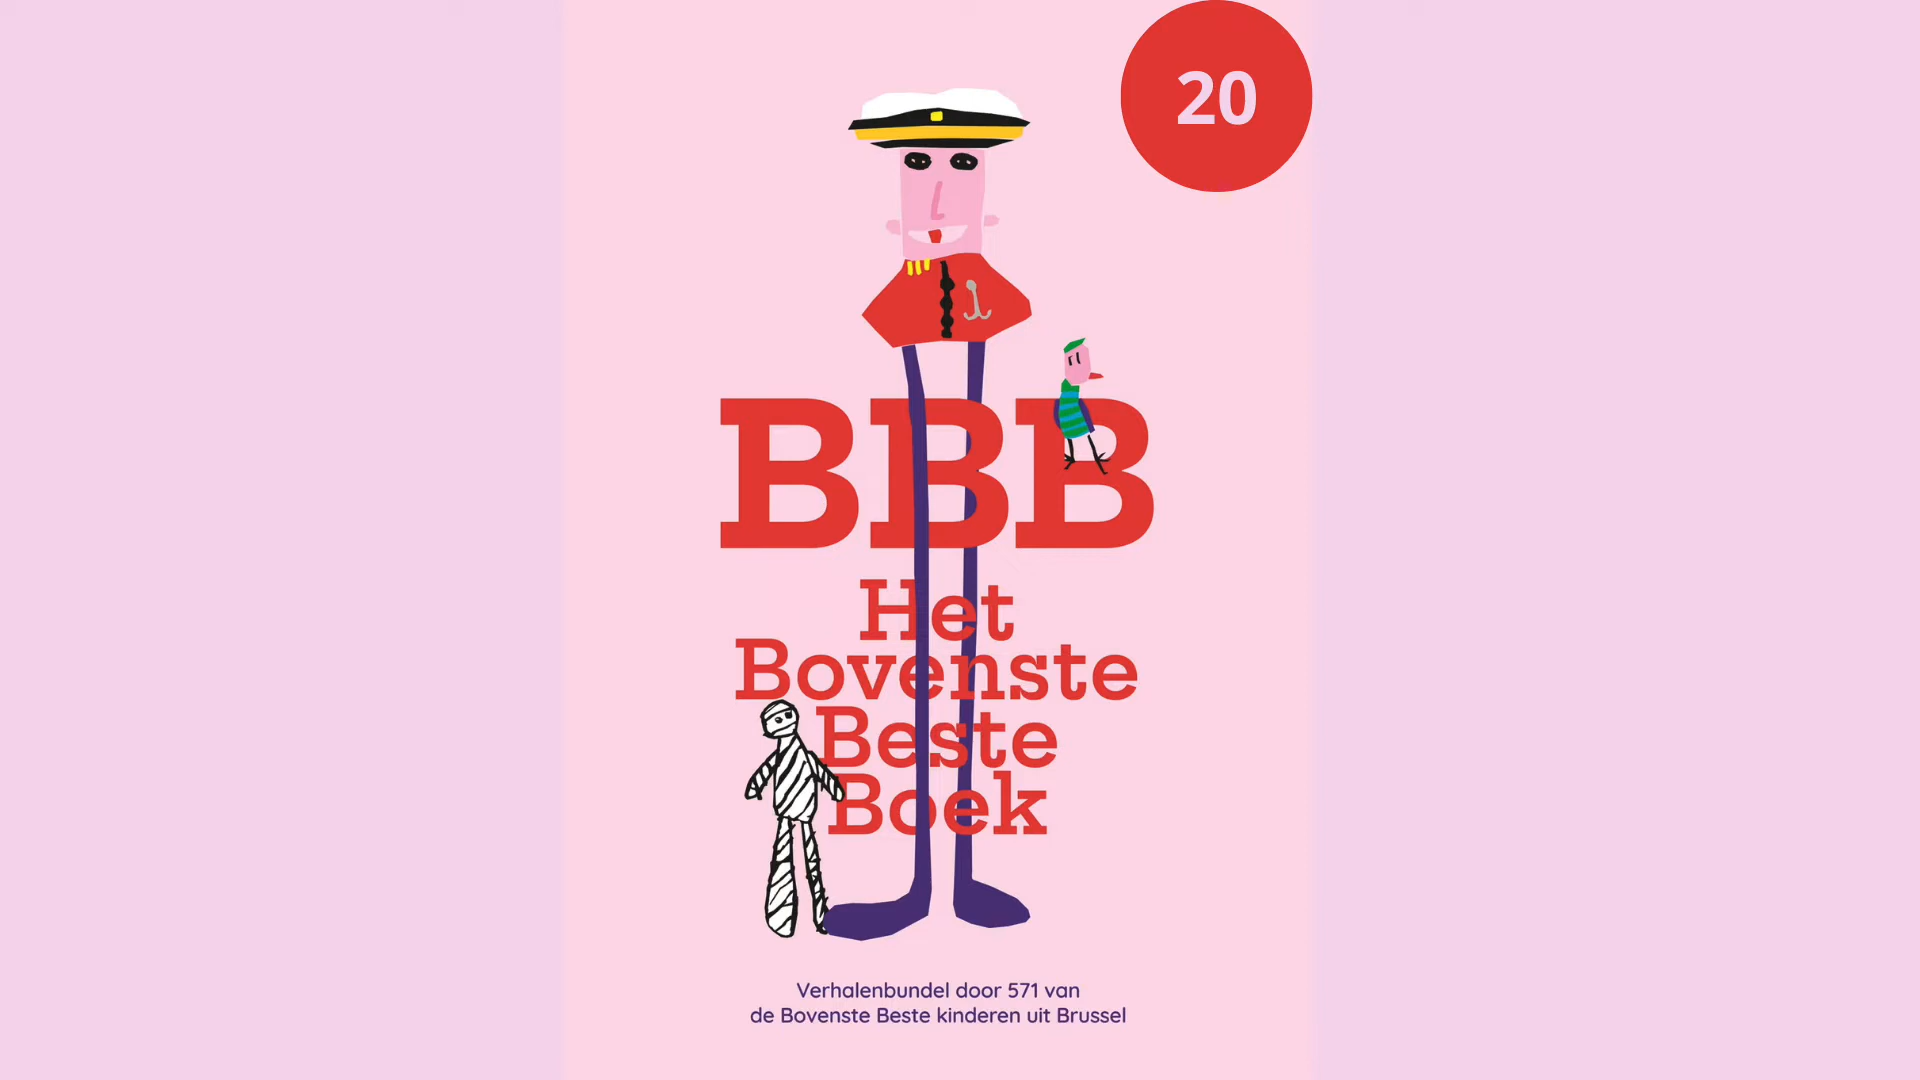 20
BBB
Het
Bovenste
Beste
Boek
Verhalenbundel door 571 van
de Bovenste Beste kinderen uit Brussel